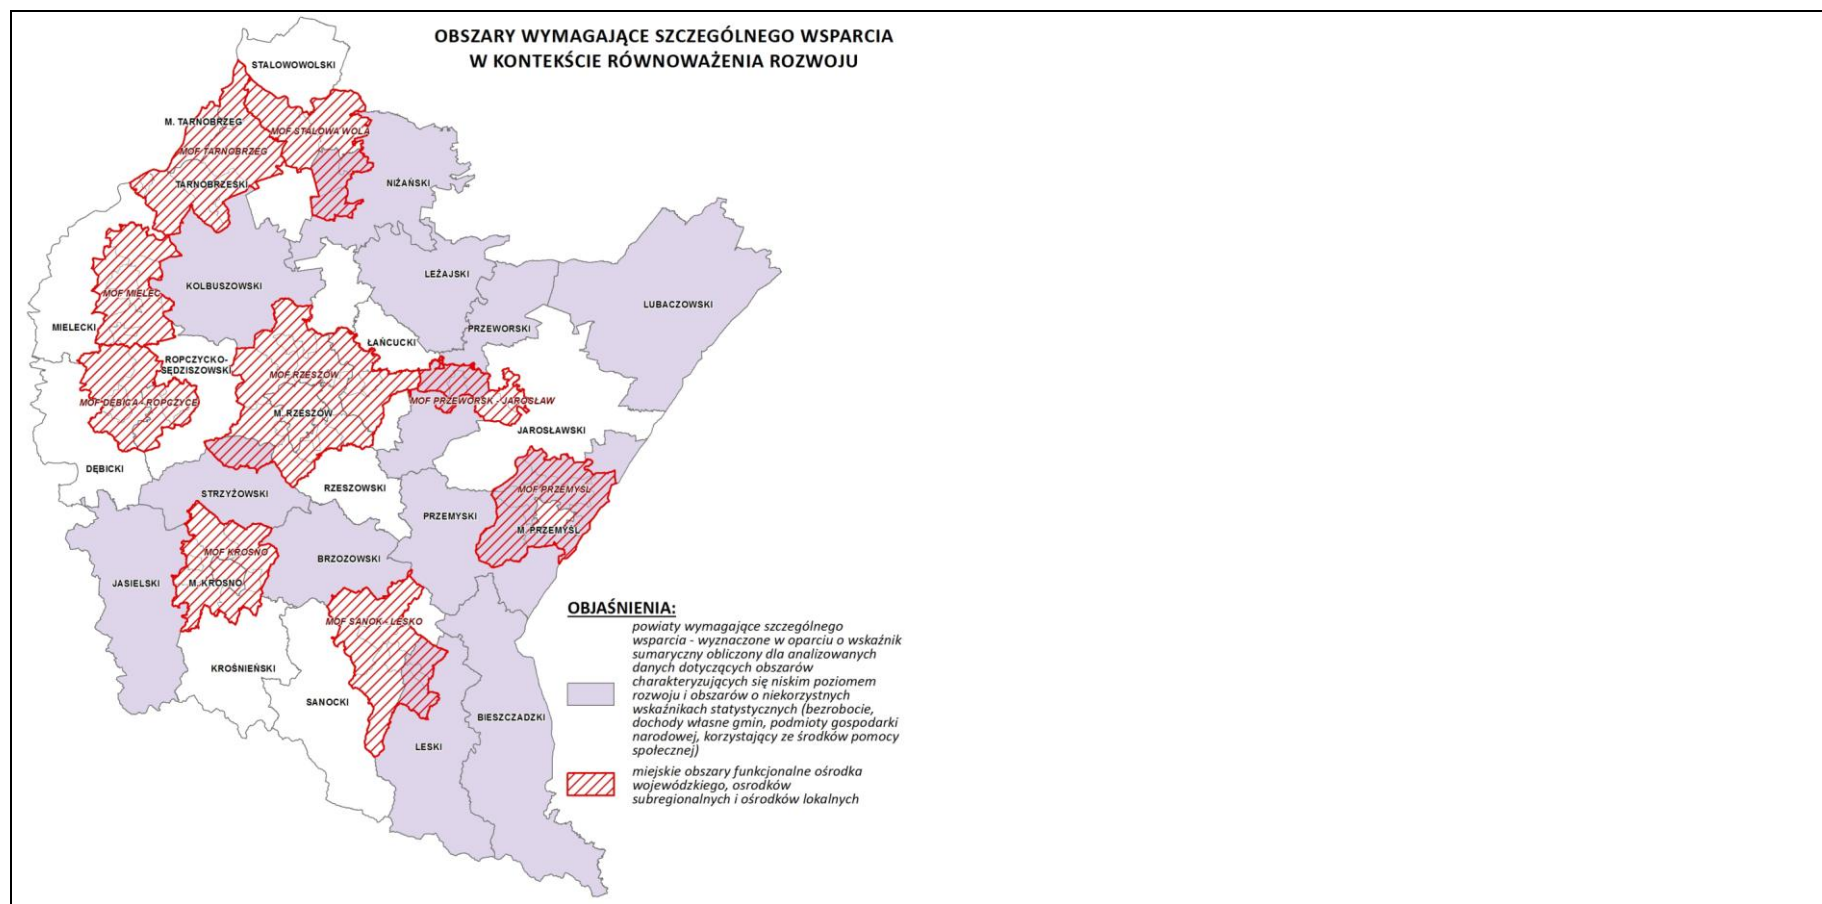 OBSZARY WYMAGAJĄCE SZCZEGÓLNEGO WSPARCIA
W KONTEKŚCIE RÓWNOWAŻENIA ROZWOJU
STALOWOWOLSKI
M. TARNOBRZEG
MOF STALOWA WOLA
MOF TARNOBRZEG
TARNOBRZESKI
NIŻAŃSKI
LEŻAJSKI
KOLBUSZOWSKI
MOF MIELEC
LUBACZOWSKI
MIELECKI
PRZEWORSKI
ŁAŃCUCKI
ROPCZYCKO-
SĘDZISZOWSKI
MOF RZESZÓW
MOF DĘBICA - ROPCZYCE
MOF PRZEWORSK - JAROSŁAW
M. RZESZÓW
JAROSŁAWSKI
DĘBICKI
RZESZOWSKI
MOF PRZEMYŚL
STRZYŻOWSKI
PRZEMYSKI
M. PRZEMYŚL
MOF KROSNO
BRZOZOWSKI
JASIELSKI
M. KROSNO
MOF SANOK - LESKO
KROŚNIEŃSKI
SANOCKI
BIESZCZADZKI
LESKI
OBJAŚNIENIA:
powiaty wymagające szczególnego
wsparcia - wyznaczone w oparciu o wskaźnik
sumaryczny obliczony dla analizowanych
danych dotyczących obszarów
charakteryzujących się niskim poziomem
rozwoju i obszarów o niekorzystnych
wskaźnikach statystycznych (bezrobocie,
dochody własne gmin, podmioty gospodarki
narodowej, korzystający ze środków pomocy
społecznej)
miejskie obszary funkcjonalne ośrodka
wojewódzkiego, osrodków
subregionalnych i ośrodków lokalnych